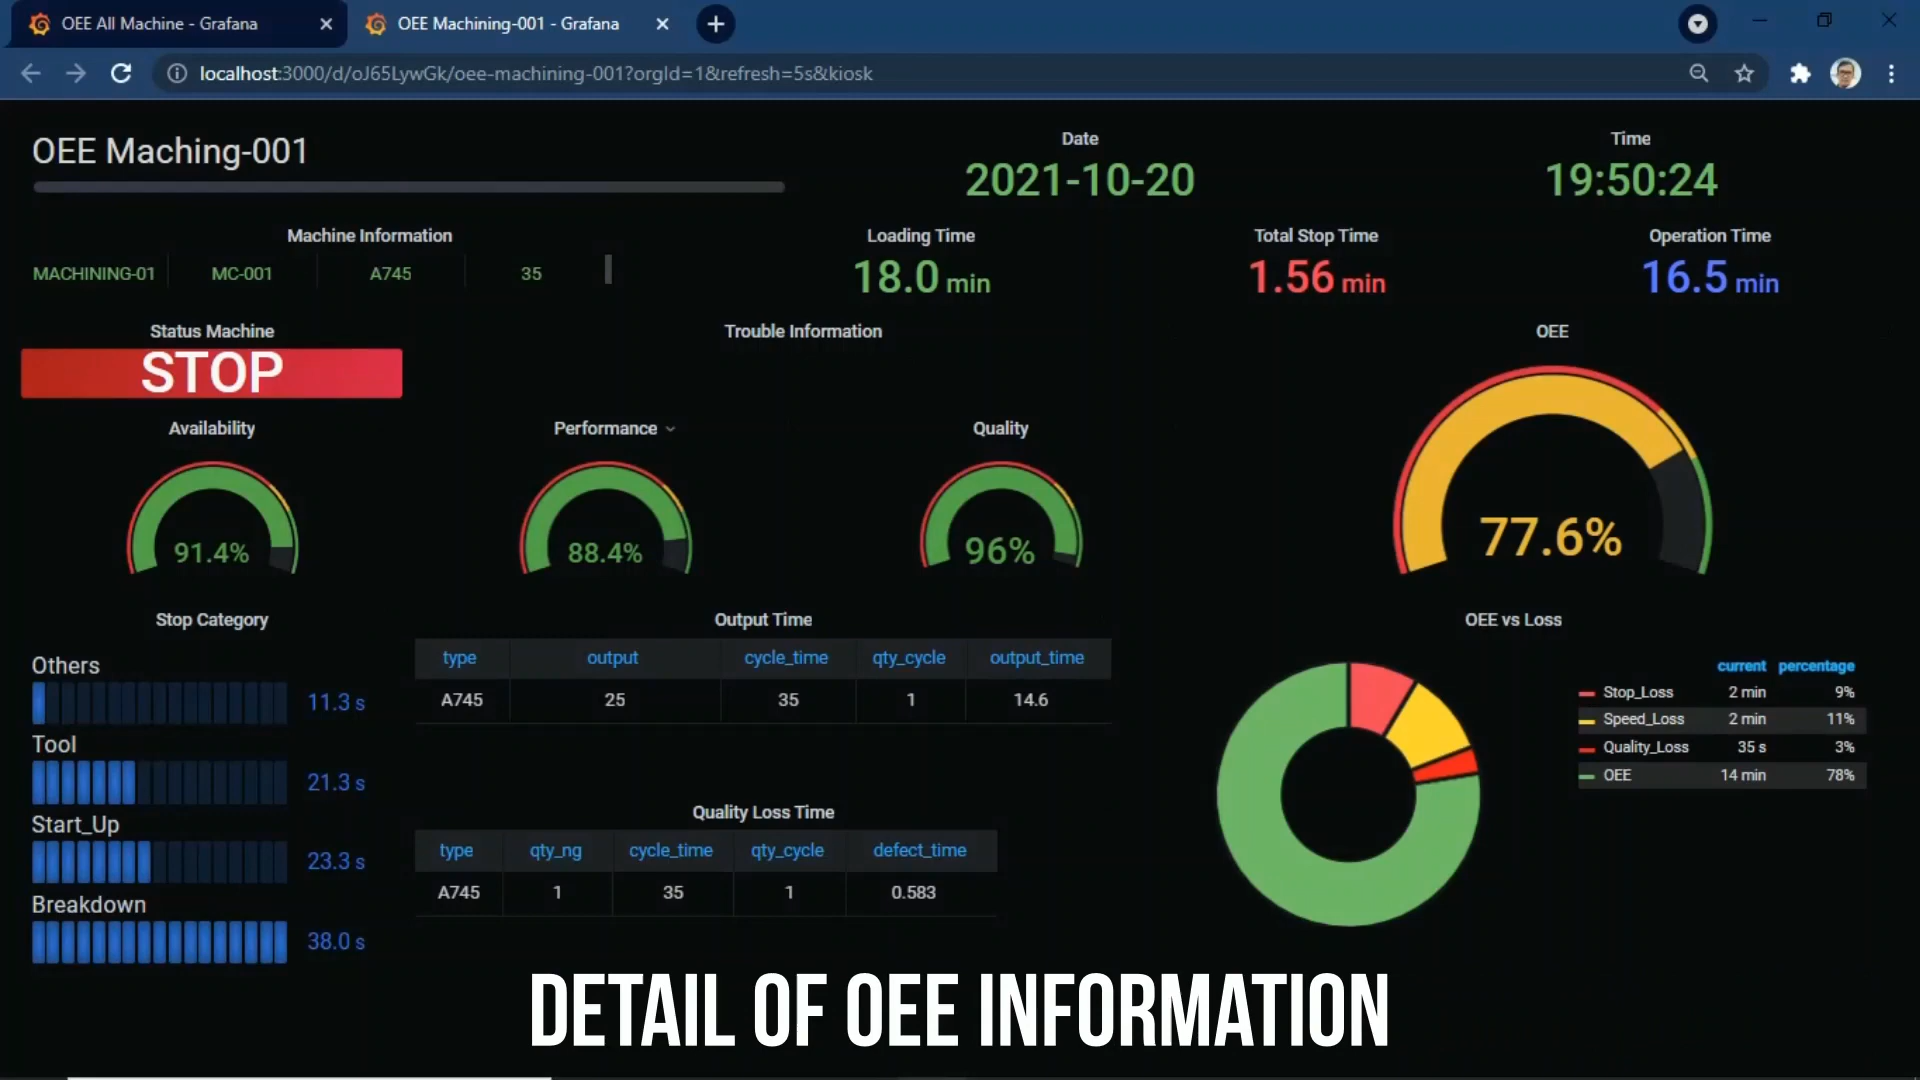 OEE All Machine - Grafana
OEE Machining-001 - Grafana
localhost:3000/d/oJ65LywGk/oee-machining-001?orgId=1&refresh=5s&kiosk
OEE Maching-001
Date
2021-10-20
Time
19:50:24
Machine Information
MACHINING-01 MC-001 A745 35
Loading Time
18.0 min
Total Stop Time
1.56 min
Operation Time
16.5 min
Status Machine
STOP
Trouble Information
OEE
77.6%
Availability
91.4%
Performance
88.4%
Quality
96%
Stop Category
Others
11.3 s
Tool
21.3 s
Start_Up
23.3 s
Breakdown
38.0 s
Output Time
type output cycle_time qty_cycle output_time
A745 25 35 1 14.6
Quality Loss Time
type qty_ng cycle_time qty_cycle defect_time
A745 1 35 1 0.583
OEE vs Loss
current percentage
Stop_Loss 2 min 9%
Speed_Loss 2 min 11%
Quality_Loss 35 s 3%
OEE 14 min 78%
DETAIL OF OEE INFORMATION